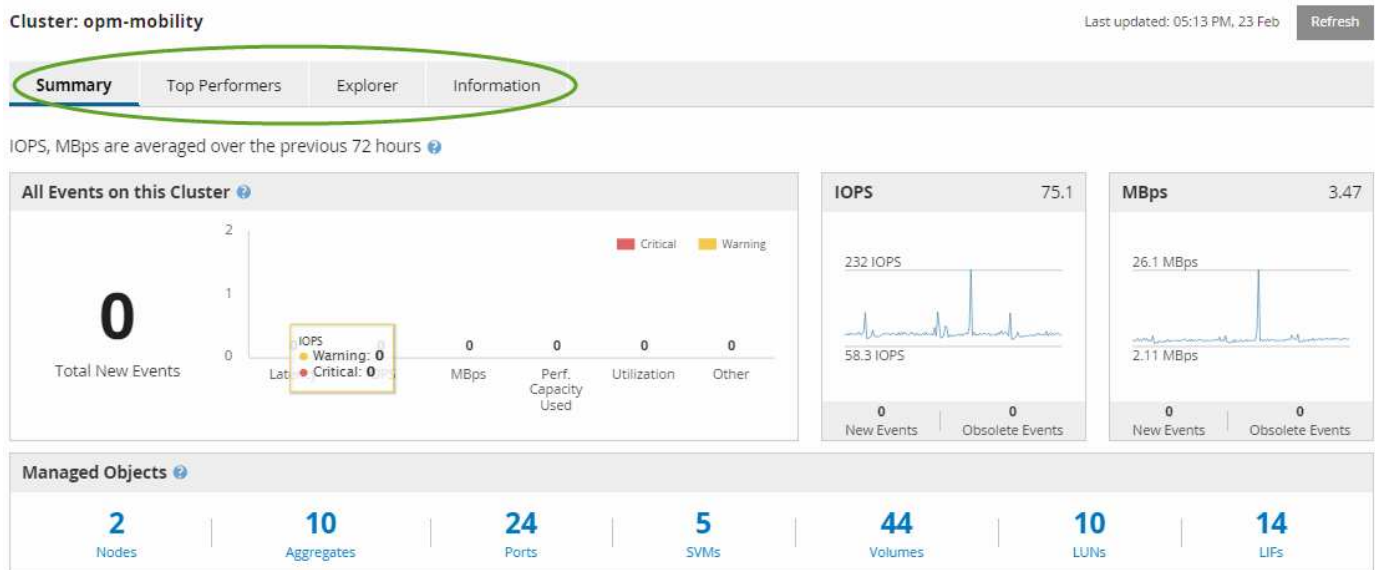 Cluster: opm-mobility
Last updated: 05:13 PM, 23 Feb
Refresh
Summary
Top Performers
Explorer
Information
IOPS, MBps are averaged over the previous 72 hours ?
All Events on this Cluster ?
0
Total New Events
2
1
0
Critical
Warning
IOPS
Warning: 0
Critical: 0
0
0
0
0
MBps
Perf.
Capacity
Used
Utilization
Other
IOPS 75.1
232 IOPS
58.3 IOPS
0
New Events
0
Obsolete Events
MBps 3.47
26.1 MBps
2.11 MBps
0
New Events
0
Obsolete Events
Managed Objects ?
2
Nodes
10
Aggregates
24
Ports
5
SVMs
44
Volumes
10
LUNs
14
LIFs